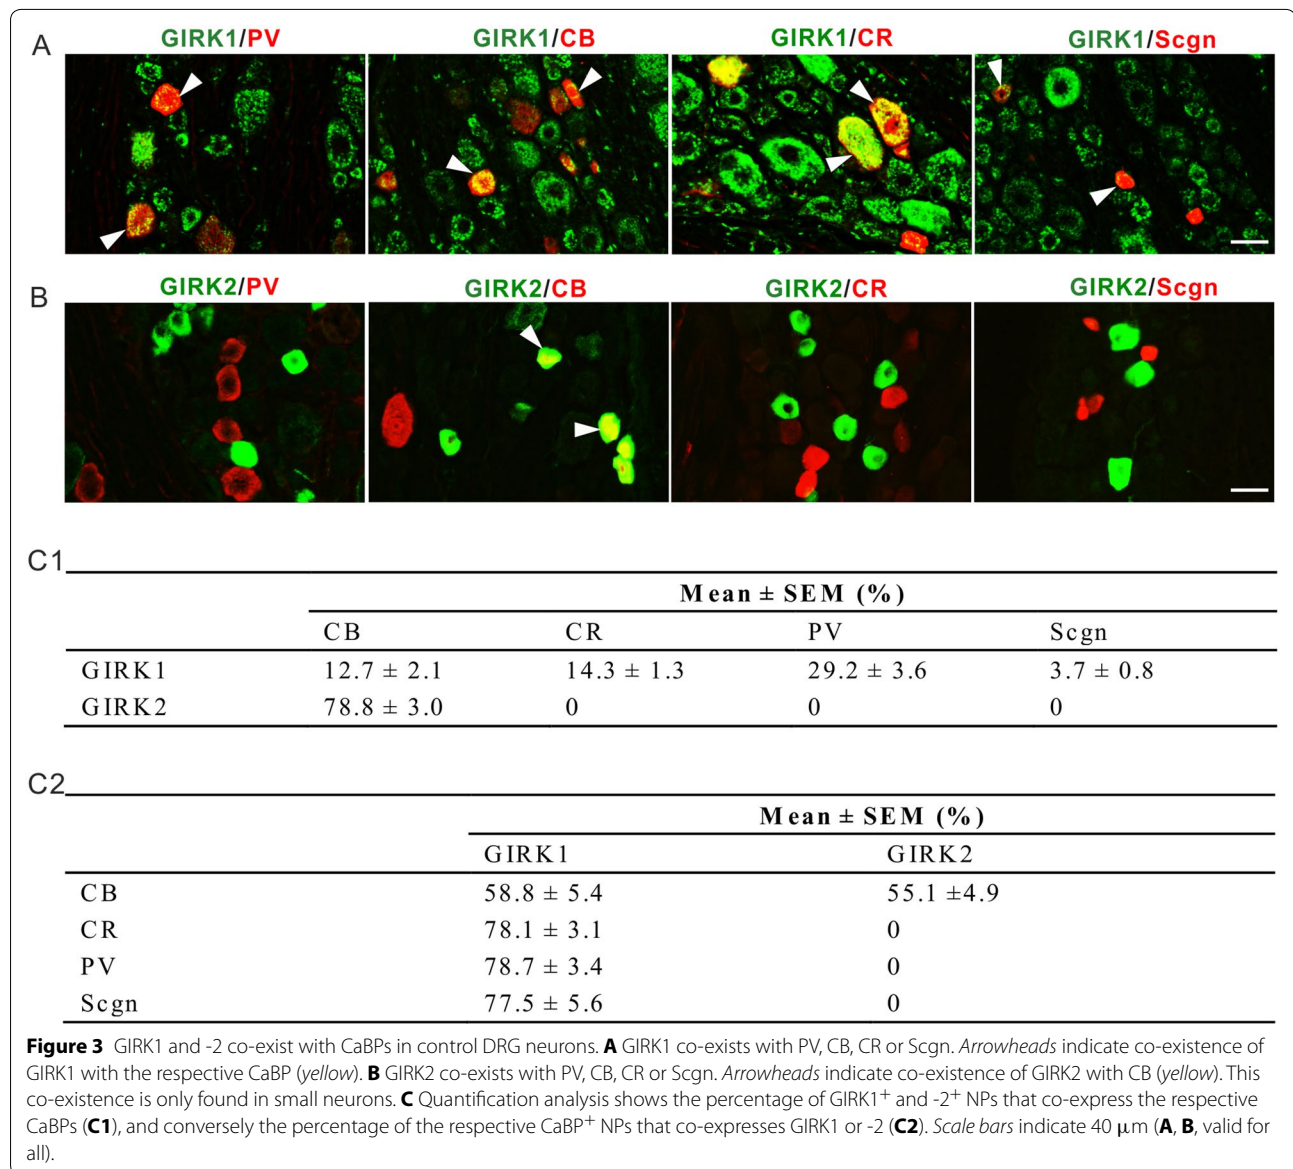 A GIRK1/PV GIRK1/CB GIRK1/CR GIRK1/Scgn
B GIRK2/PV GIRK2/CB GIRK2/CR GIRK2/Scgn
C1
Mean ± SEM (%)
CB CR PV Scgn
GIRK1 12.7 ± 2.1 14.3 ± 1.3 29.2 ± 3.6 3.7 ± 0.8
GIRK2 78.8 ± 3.0 0 0 0
C2
Mean ± SEM (%)
GIRK1 GIRK2
CB 58.8 ± 5.4 55.1 ±4.9
CR 78.1 ± 3.1 0
PV 78.7 ± 3.4 0
Scgn 77.5 ± 5.6 0
Figure 3 GIRK1 and -2 co-exist with CaBPs in control DRG neurons. A GIRK1 co-exists with PV, CB, CR or Scgn. Arrowheads indicate co-existence of
GIRK1 with the respective CaBP (yellow). B GIRK2 co-exists with PV, CB, CR or Scgn. Arrowheads indicate co-existence of GIRK2 with CB (yellow). This
co-existence is only found in small neurons. C Quantification analysis shows the percentage of GIRK1⁺ and -2⁺ NPs that co-express the respective
CaBPs (C1), and conversely the percentage of the respective CaBP⁺ NPs that co-expresses GIRK1 or -2 (C2). Scale bars indicate 40 μm (A, B, valid for
all).